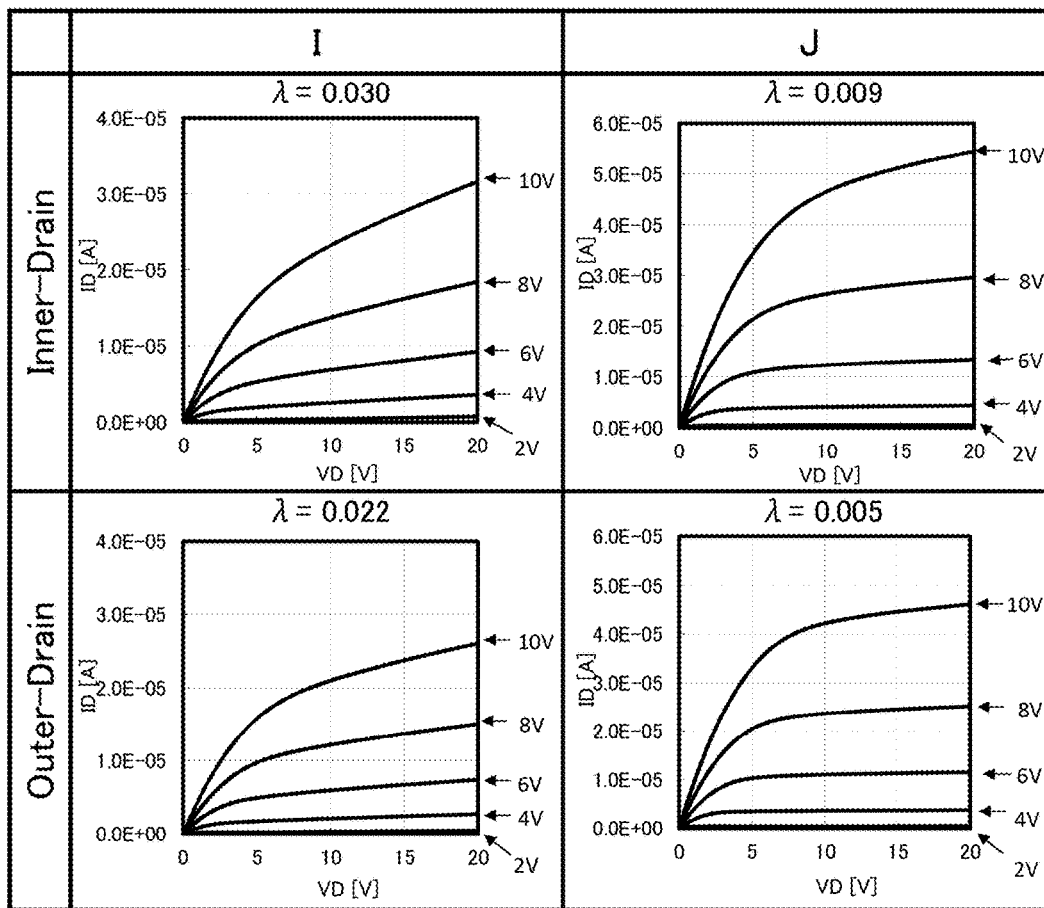 I
J
Inner-Drain
λ = 0.030
ID [A]
4.0E-05
3.0E-05
2.0E-05
1.0E-05
0.0E+00
0 5 10 15 20
VD [V]
10V
8V
6V
4V
2V
λ = 0.009
ID [A]
6.0E-05
5.0E-05
4.0E-05
3.0E-05
2.0E-05
1.0E-05
0.0E+00
0 5 10 15 20
VD [V]
10V
8V
6V
4V
2V
Outer-Drain
λ = 0.022
ID [A]
4.0E-05
3.0E-05
2.0E-05
1.0E-05
0.0E+00
0 5 10 15 20
VD [V]
10V
8V
6V
4V
2V
λ = 0.005
ID [A]
6.0E-05
5.0E-05
4.0E-05
3.0E-05
2.0E-05
1.0E-05
0.0E+00
0 5 10 15 20
VD [V]
10V
8V
6V
4V
2V